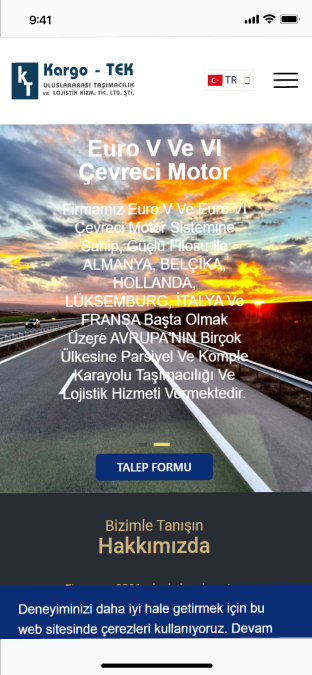 9:41
Kargo - TEK
ULUSLARARASI TAŞIMACILIK
ve LOJİSTİK HİZM. TİC. LTD. ŞTİ.
TR
Euro V Ve VI
Çevreci Motor
Firmamız Euro V Ve Euro VI
Çevreci Motor Sistemine
Sahip, Güçlü Filosu İle
ALMANYA, BELÇİKA,
HOLLANDA,
LÜKSEMBURG, İTALYA Ve
FRANSA Başta Olmak
Üzere AVRUPA'NIN Birçok
Ülkesine Parsiyel Ve Komple
Karayolu Taşımacılığı Ve
Lojistik Hizmeti Vermektedir.
TALEP FORMU
Bizimle Tanışın
Hakkımızda
Deneyiminizi daha iyi hale getirmek için bu
web sitesinde çerezleri kullanıyoruz. Devam